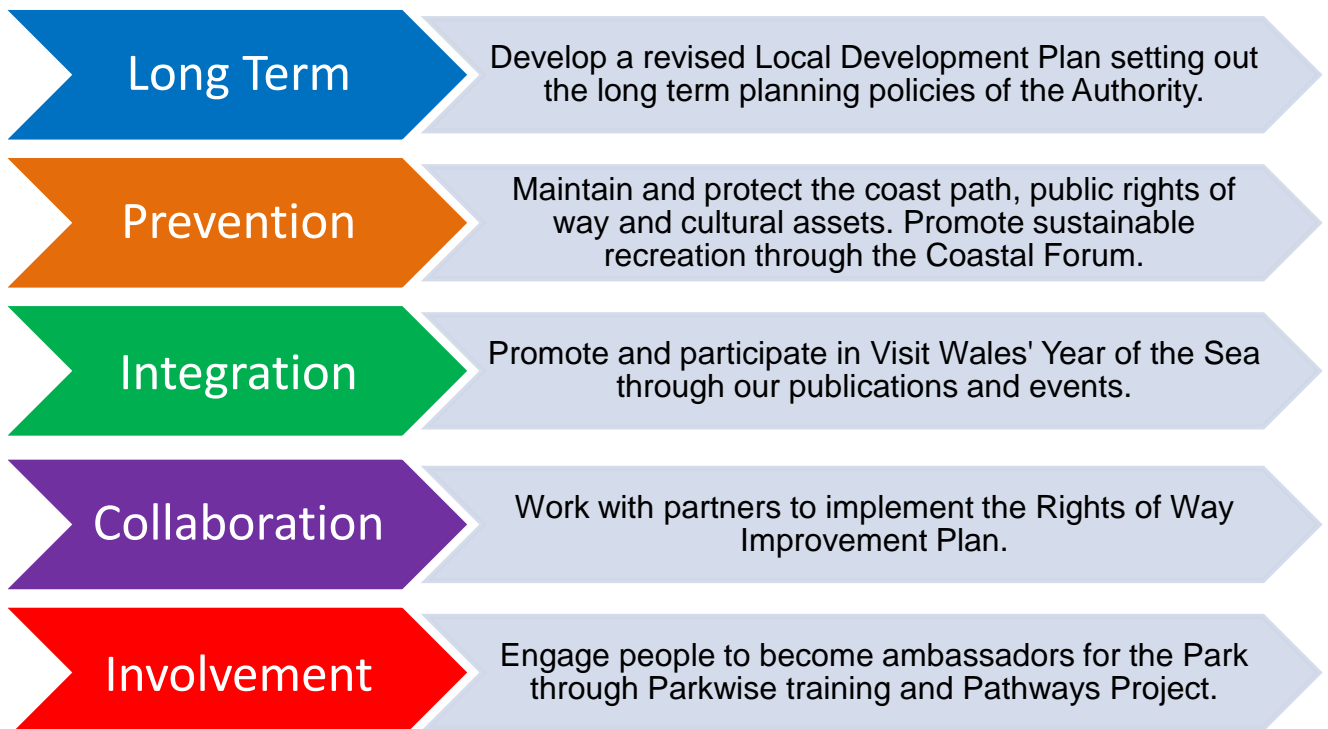 Long Term
Develop a revised Local Development Plan setting out
the long term planning policies of the Authority.
Prevention
Maintain and protect the coast path, public rights of
way and cultural assets. Promote sustainable
recreation through the Coastal Forum.
Integration
Promote and participate in Visit Wales' Year of the Sea
through our publications and events.
Collaboration
Work with partners to implement the Rights of Way
Improvement Plan.
Involvement
Engage people to become ambassadors for the Park
through Parkwise training and Pathways Project.